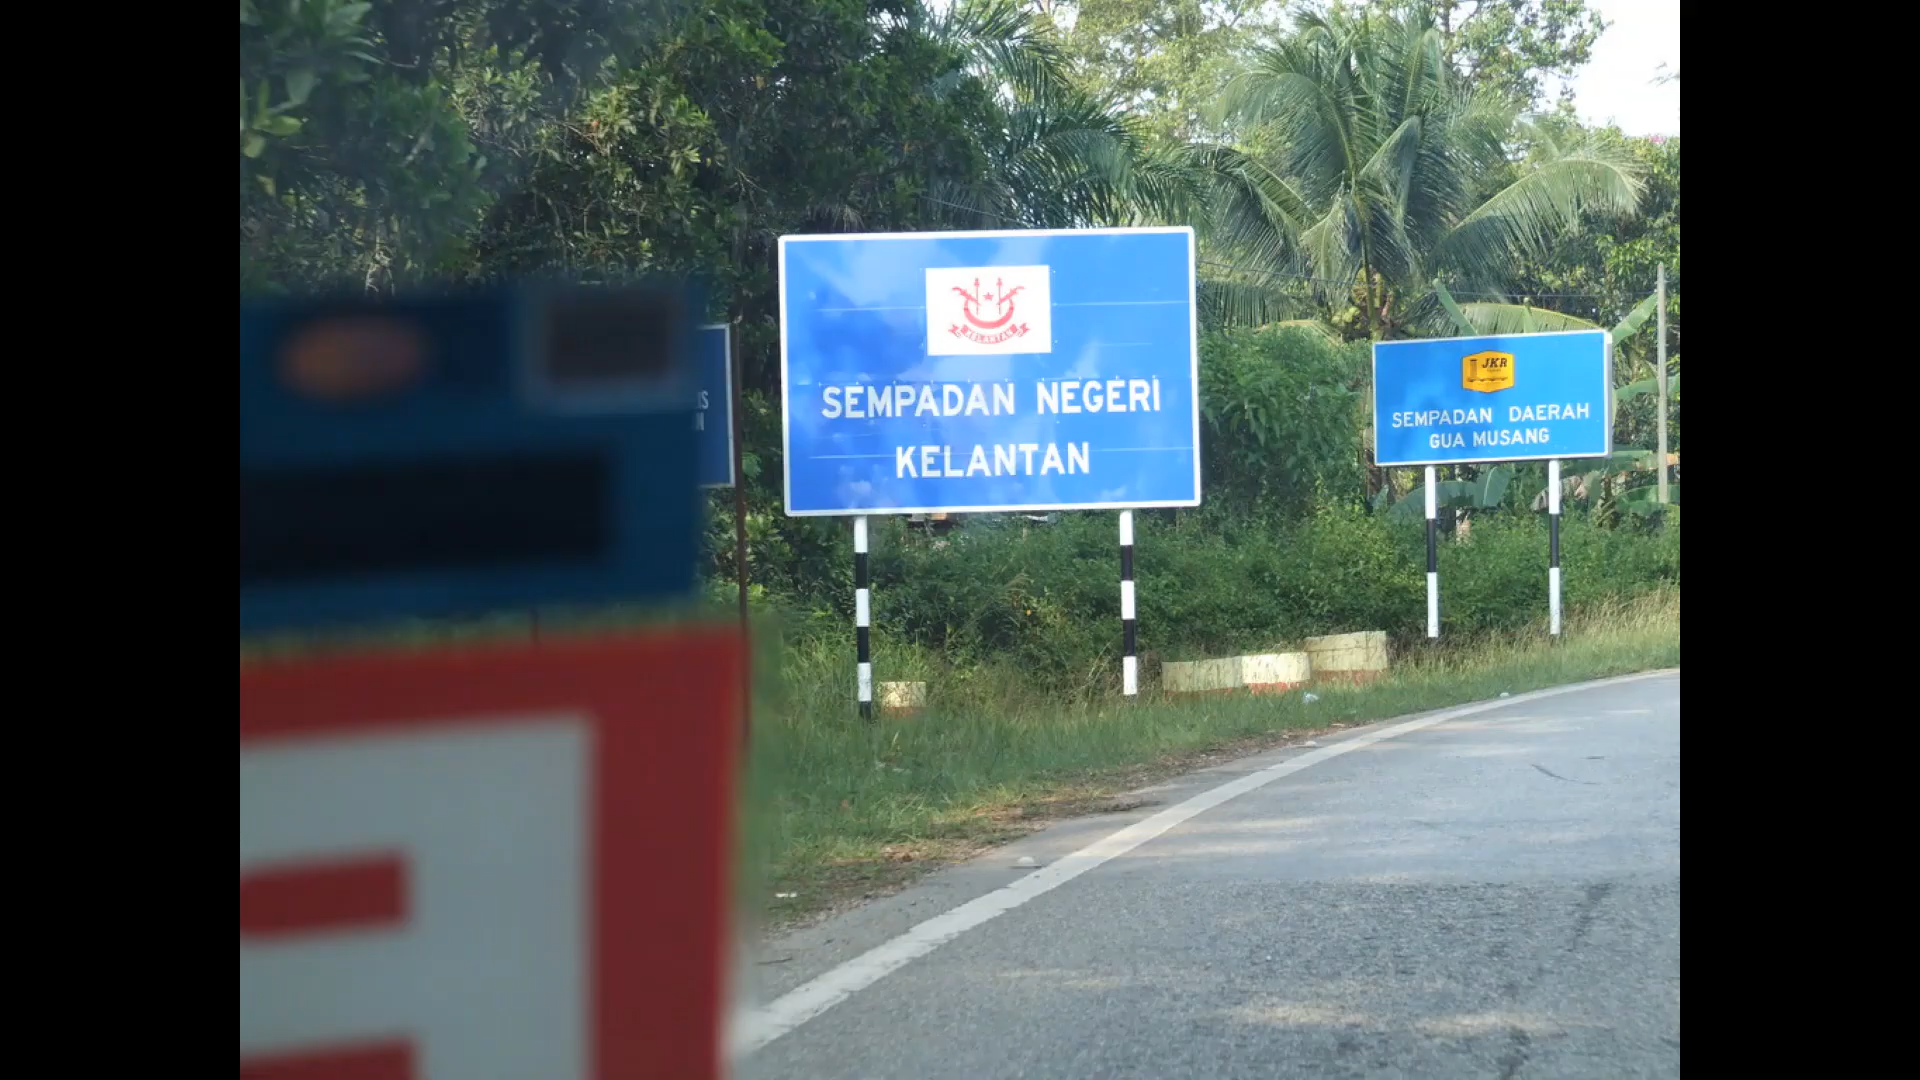 KELANTAN
SEMPADAN NEGERI
KELANTAN
JKR
SEMPADAN DAERAH
GUA MUSANG